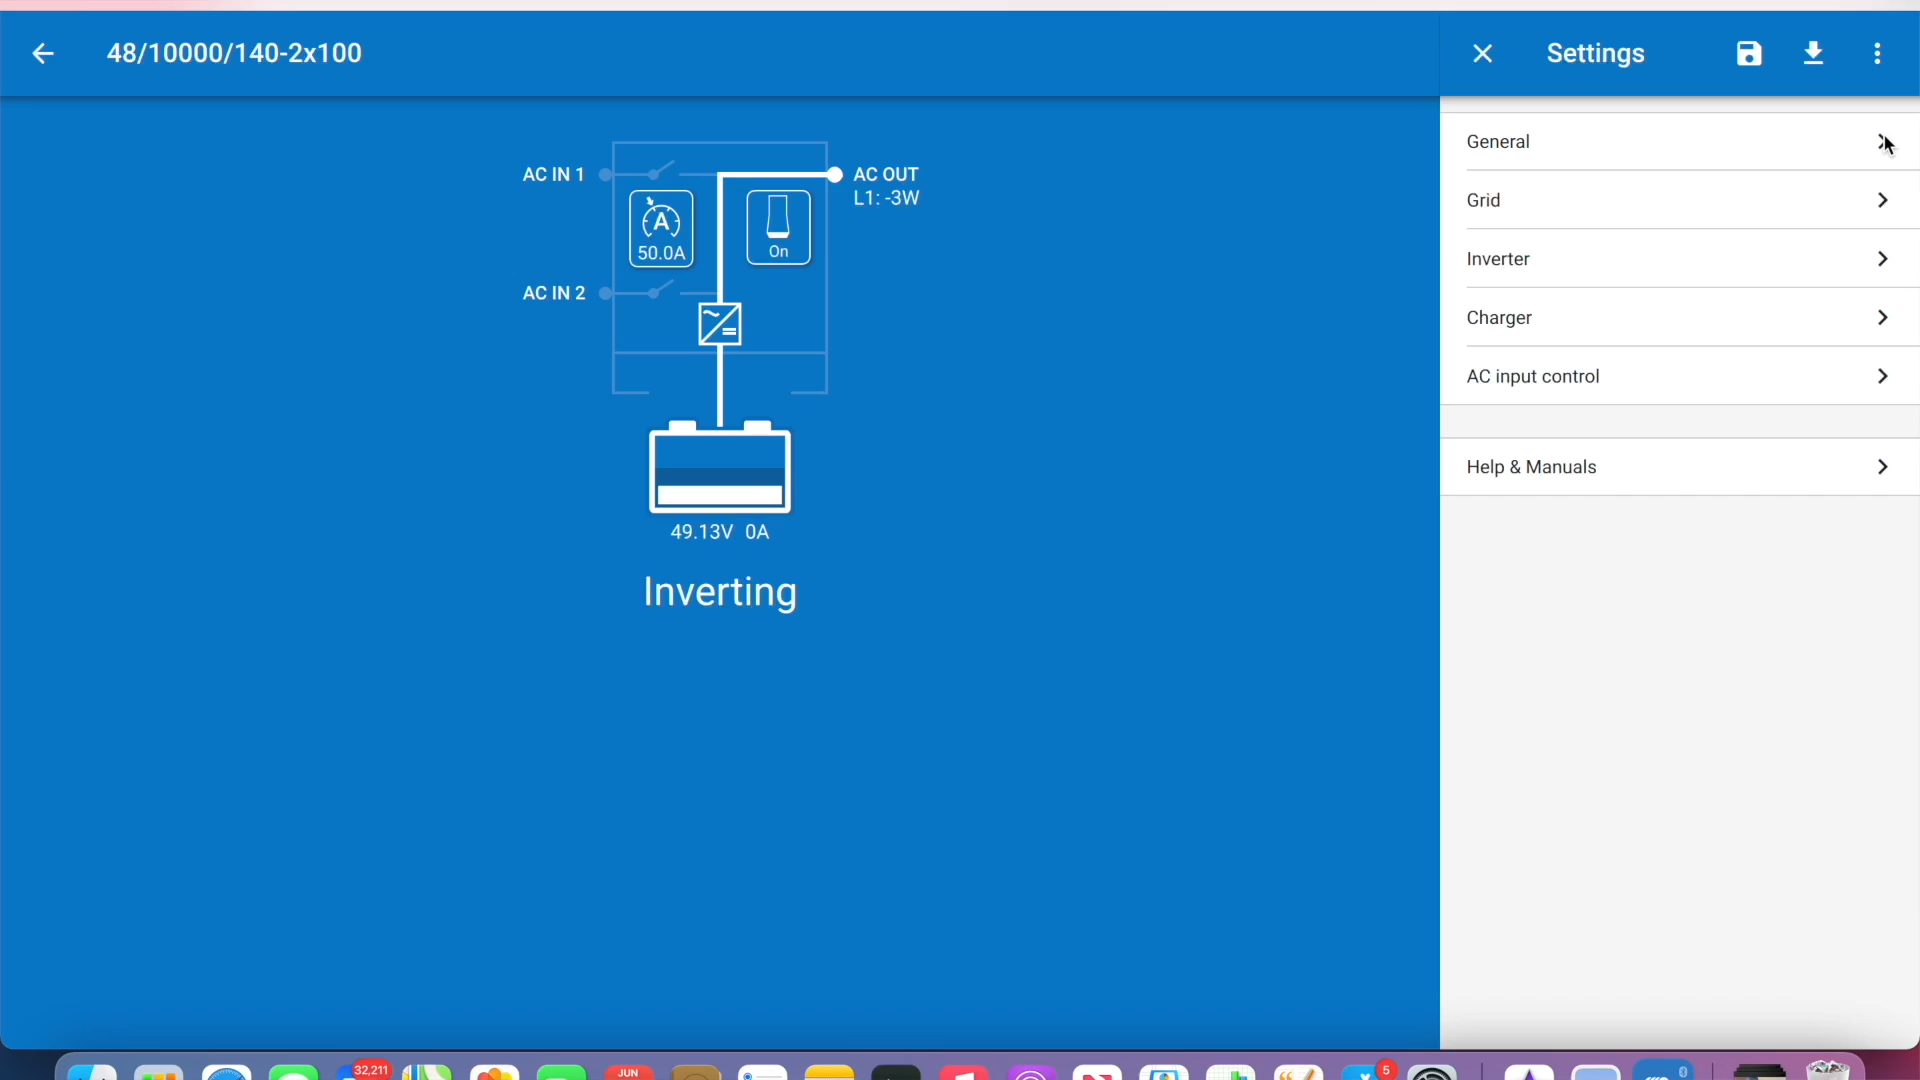 48/10000/140-2x100
Settings
AC IN 1
AC OUT
L1: -3W
A
50.0A
On
AC IN 2
49.13V 0A
Inverting
General
Grid
Inverter
Charger
AC input control
Help & Manuals
32,211
JUN
5